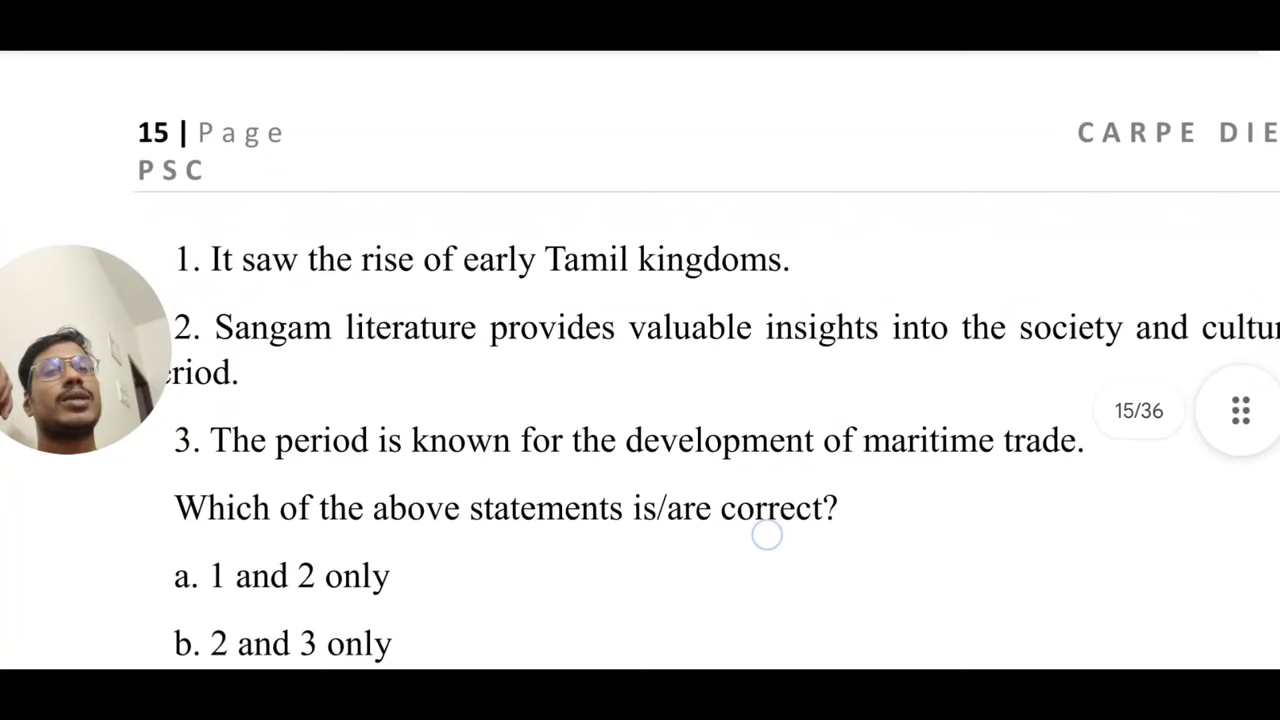 15 | Page CARPE DIE
PSC
1. It saw the rise of early Tamil kingdoms.
2. Sangam literature provides valuable insights into the society and cultur
eriod.
3. The period is known for the development of maritime trade.
15/36
Which of the above statements is/are correct?
a. 1 and 2 only
b. 2 and 3 only